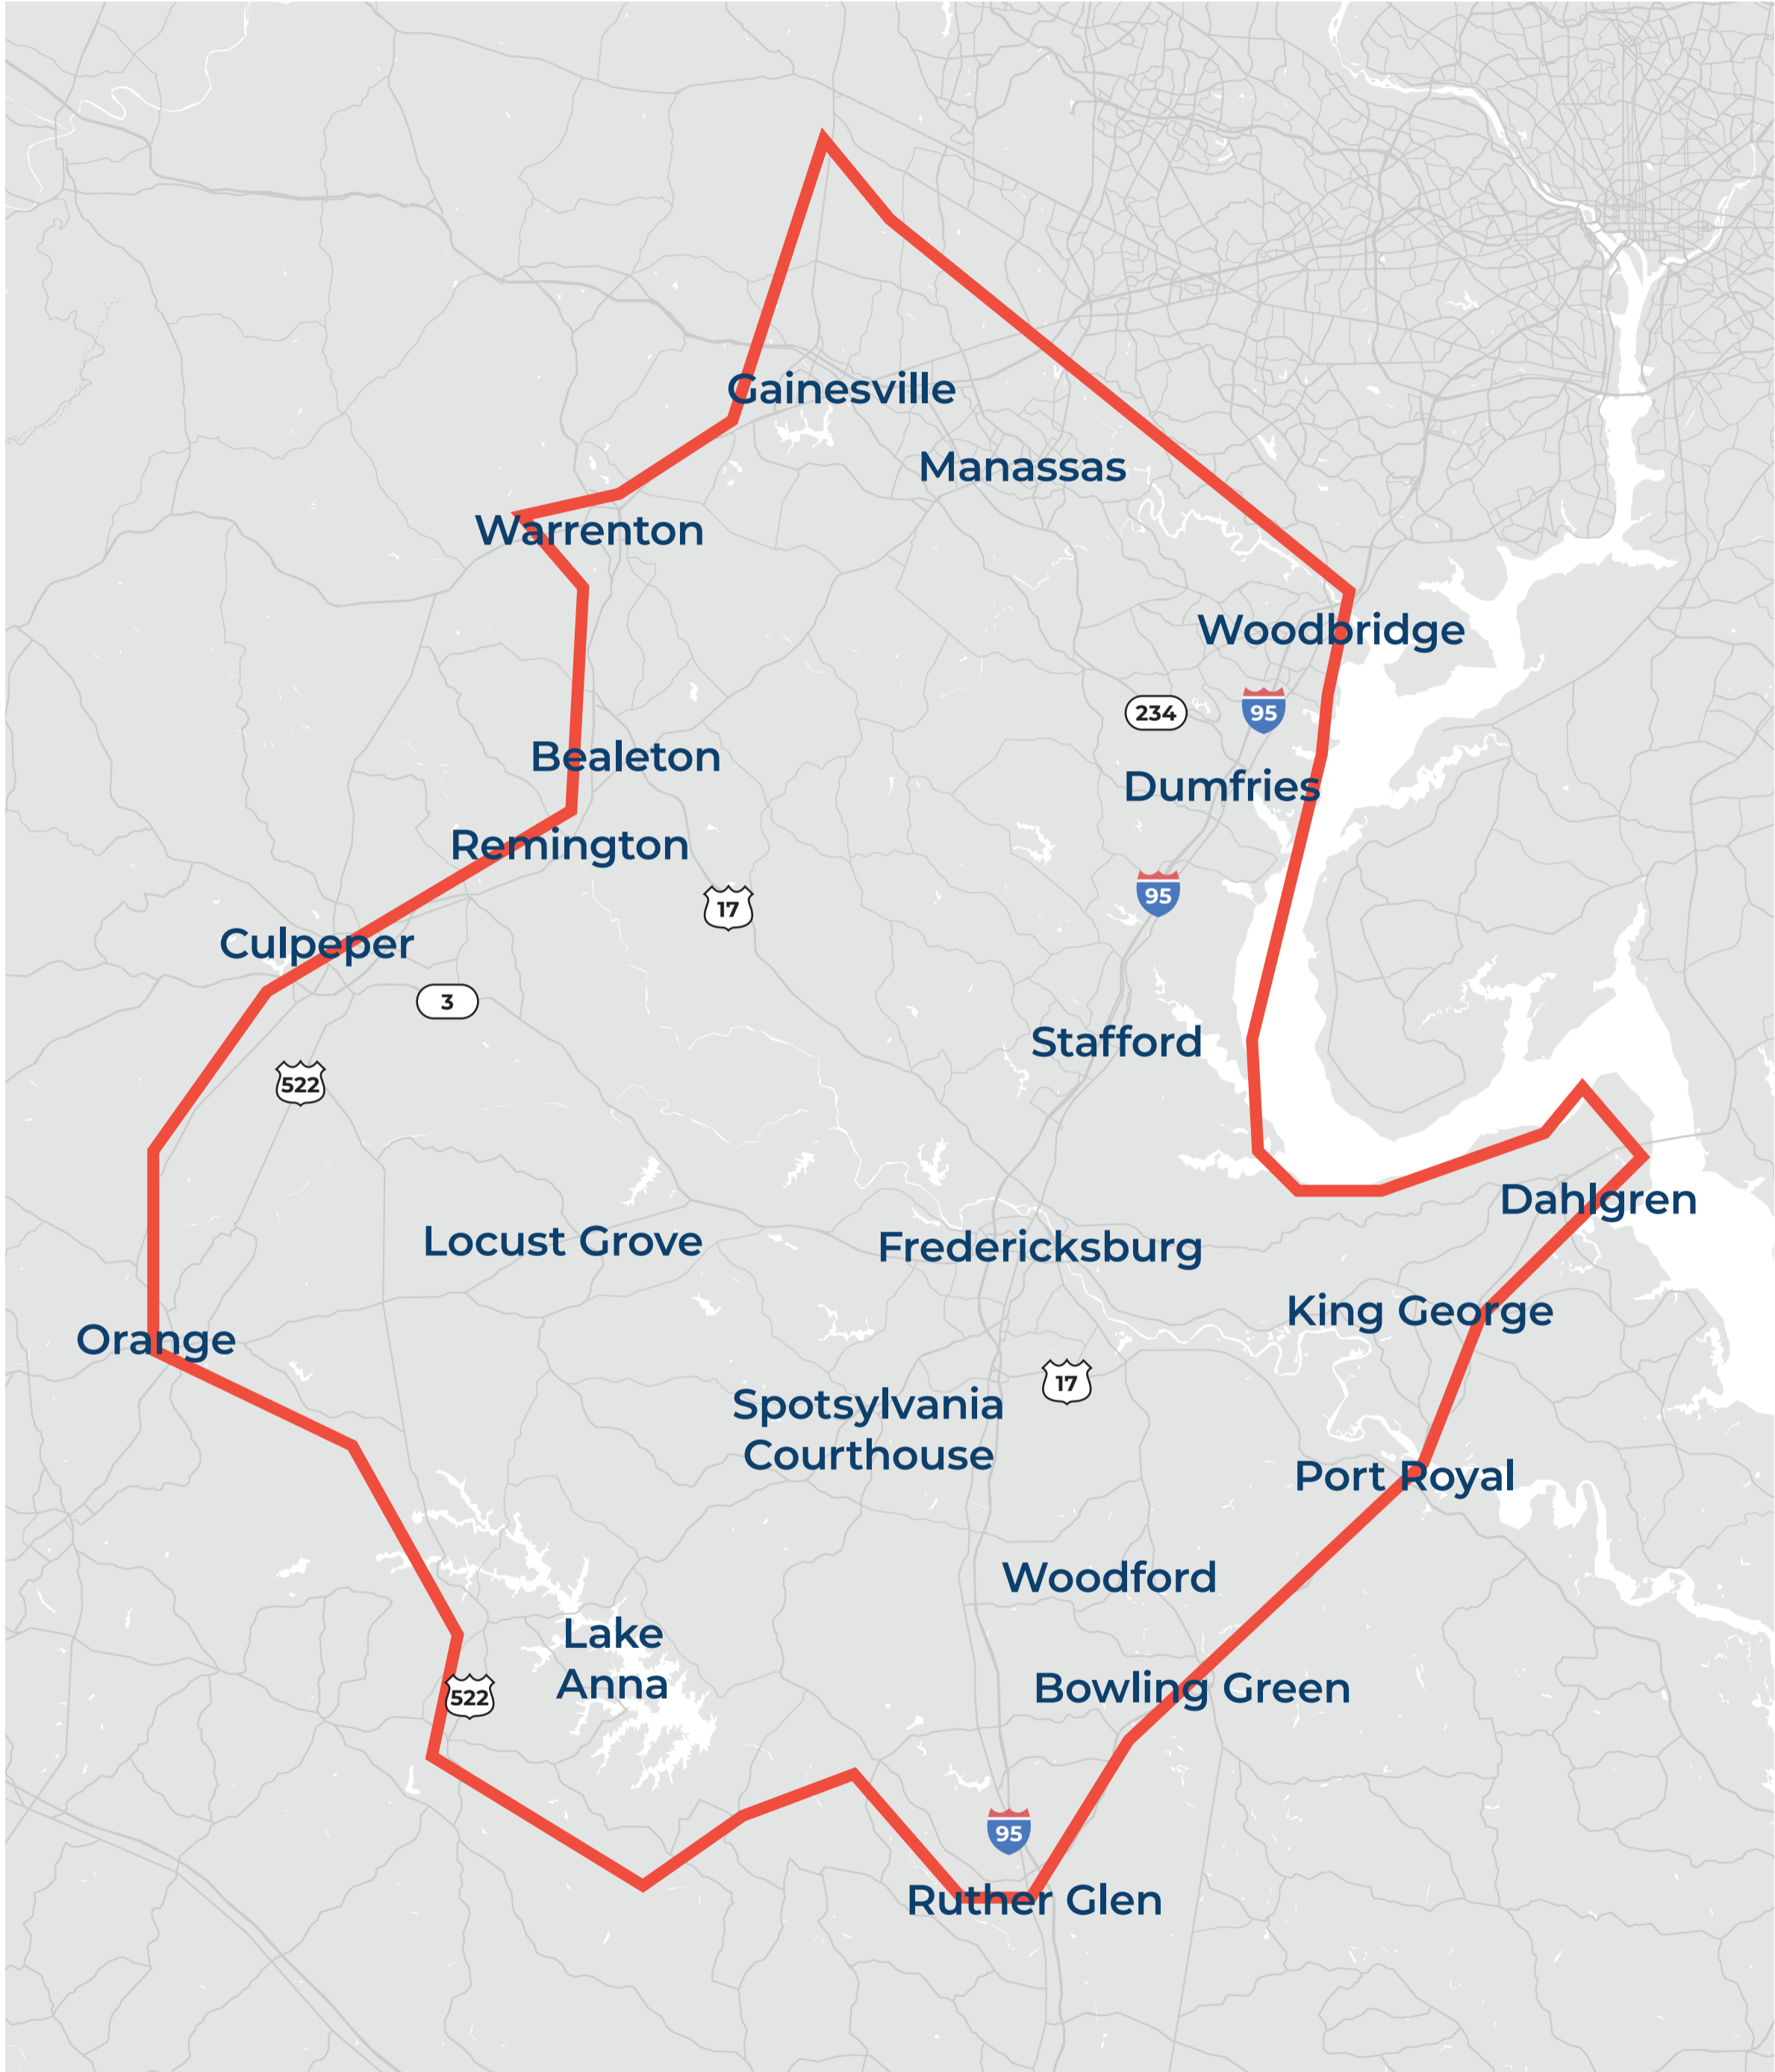 Gainesville
Manassas
Warrenton
Woodbridge
234
95
Bealeton
Dumfries
Remington
95
17
Culpeper
3
Stafford
522
Dahlgren
Locust Grove
Fredericksburg
King George
Orange
17
Spotsylvania
Courthouse
Port Royal
Woodford
Lake
Anna
Bowling Green
522
95
Ruther Glen